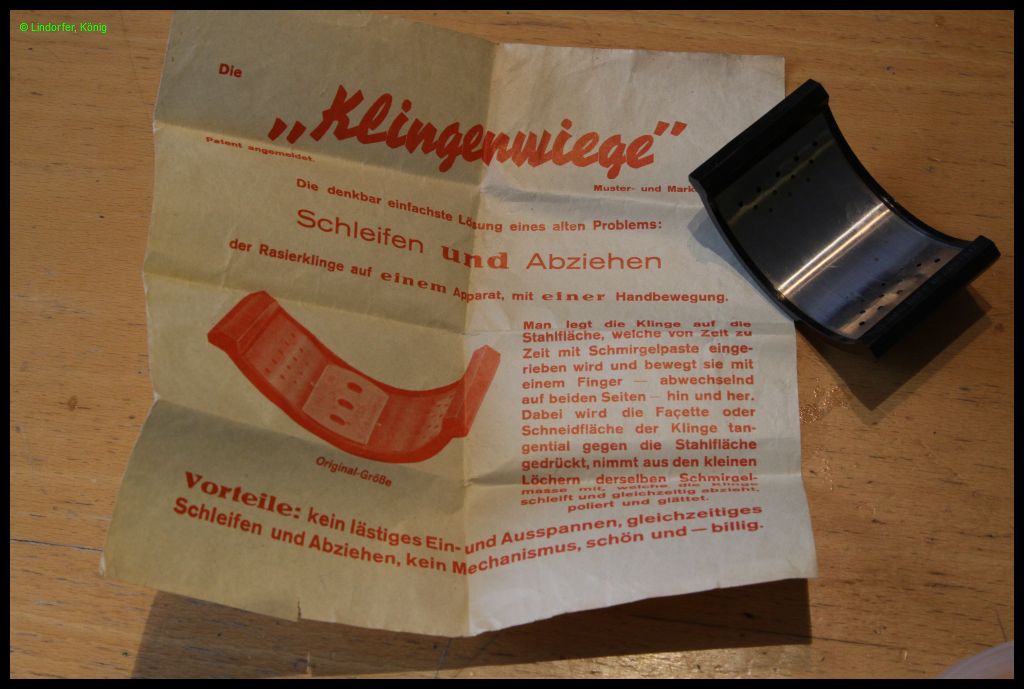 © Lindorfer, König
Die
„Klingenwiege”
Patent angemeldet.
Muster- und
Die denkbar einfachste Lösung eines alten Problems:
Schleifen und Abziehen
der Rasierklinge auf einem Apparat, mit einer Handbewegung.
Man legt die Klinge auf die
Stahlfläche, welche von Zeit zu
Zeit mit Schmirgelpaste einge-
rieben wird und bewegt sie mit
einem Finger — abwechselnd
auf beiden Seiten — hin und her.
Dabei wird die Façette oder
Schneidfläche der Klinge tan-
gential gegen die Stahlfläche
gedrückt, nimmt aus den kleinen
Löchern derselben Schmirgel-
masse mit, welche die Klinge
schleift und gleichzeitig abzieht,
poliert und glättet.
Original-Größe
Vorteile: kein lästiges Ein- und Ausspannen, gleichzeitiges
Schleifen und Abziehen, kein Mechanismus, schön und — billig.